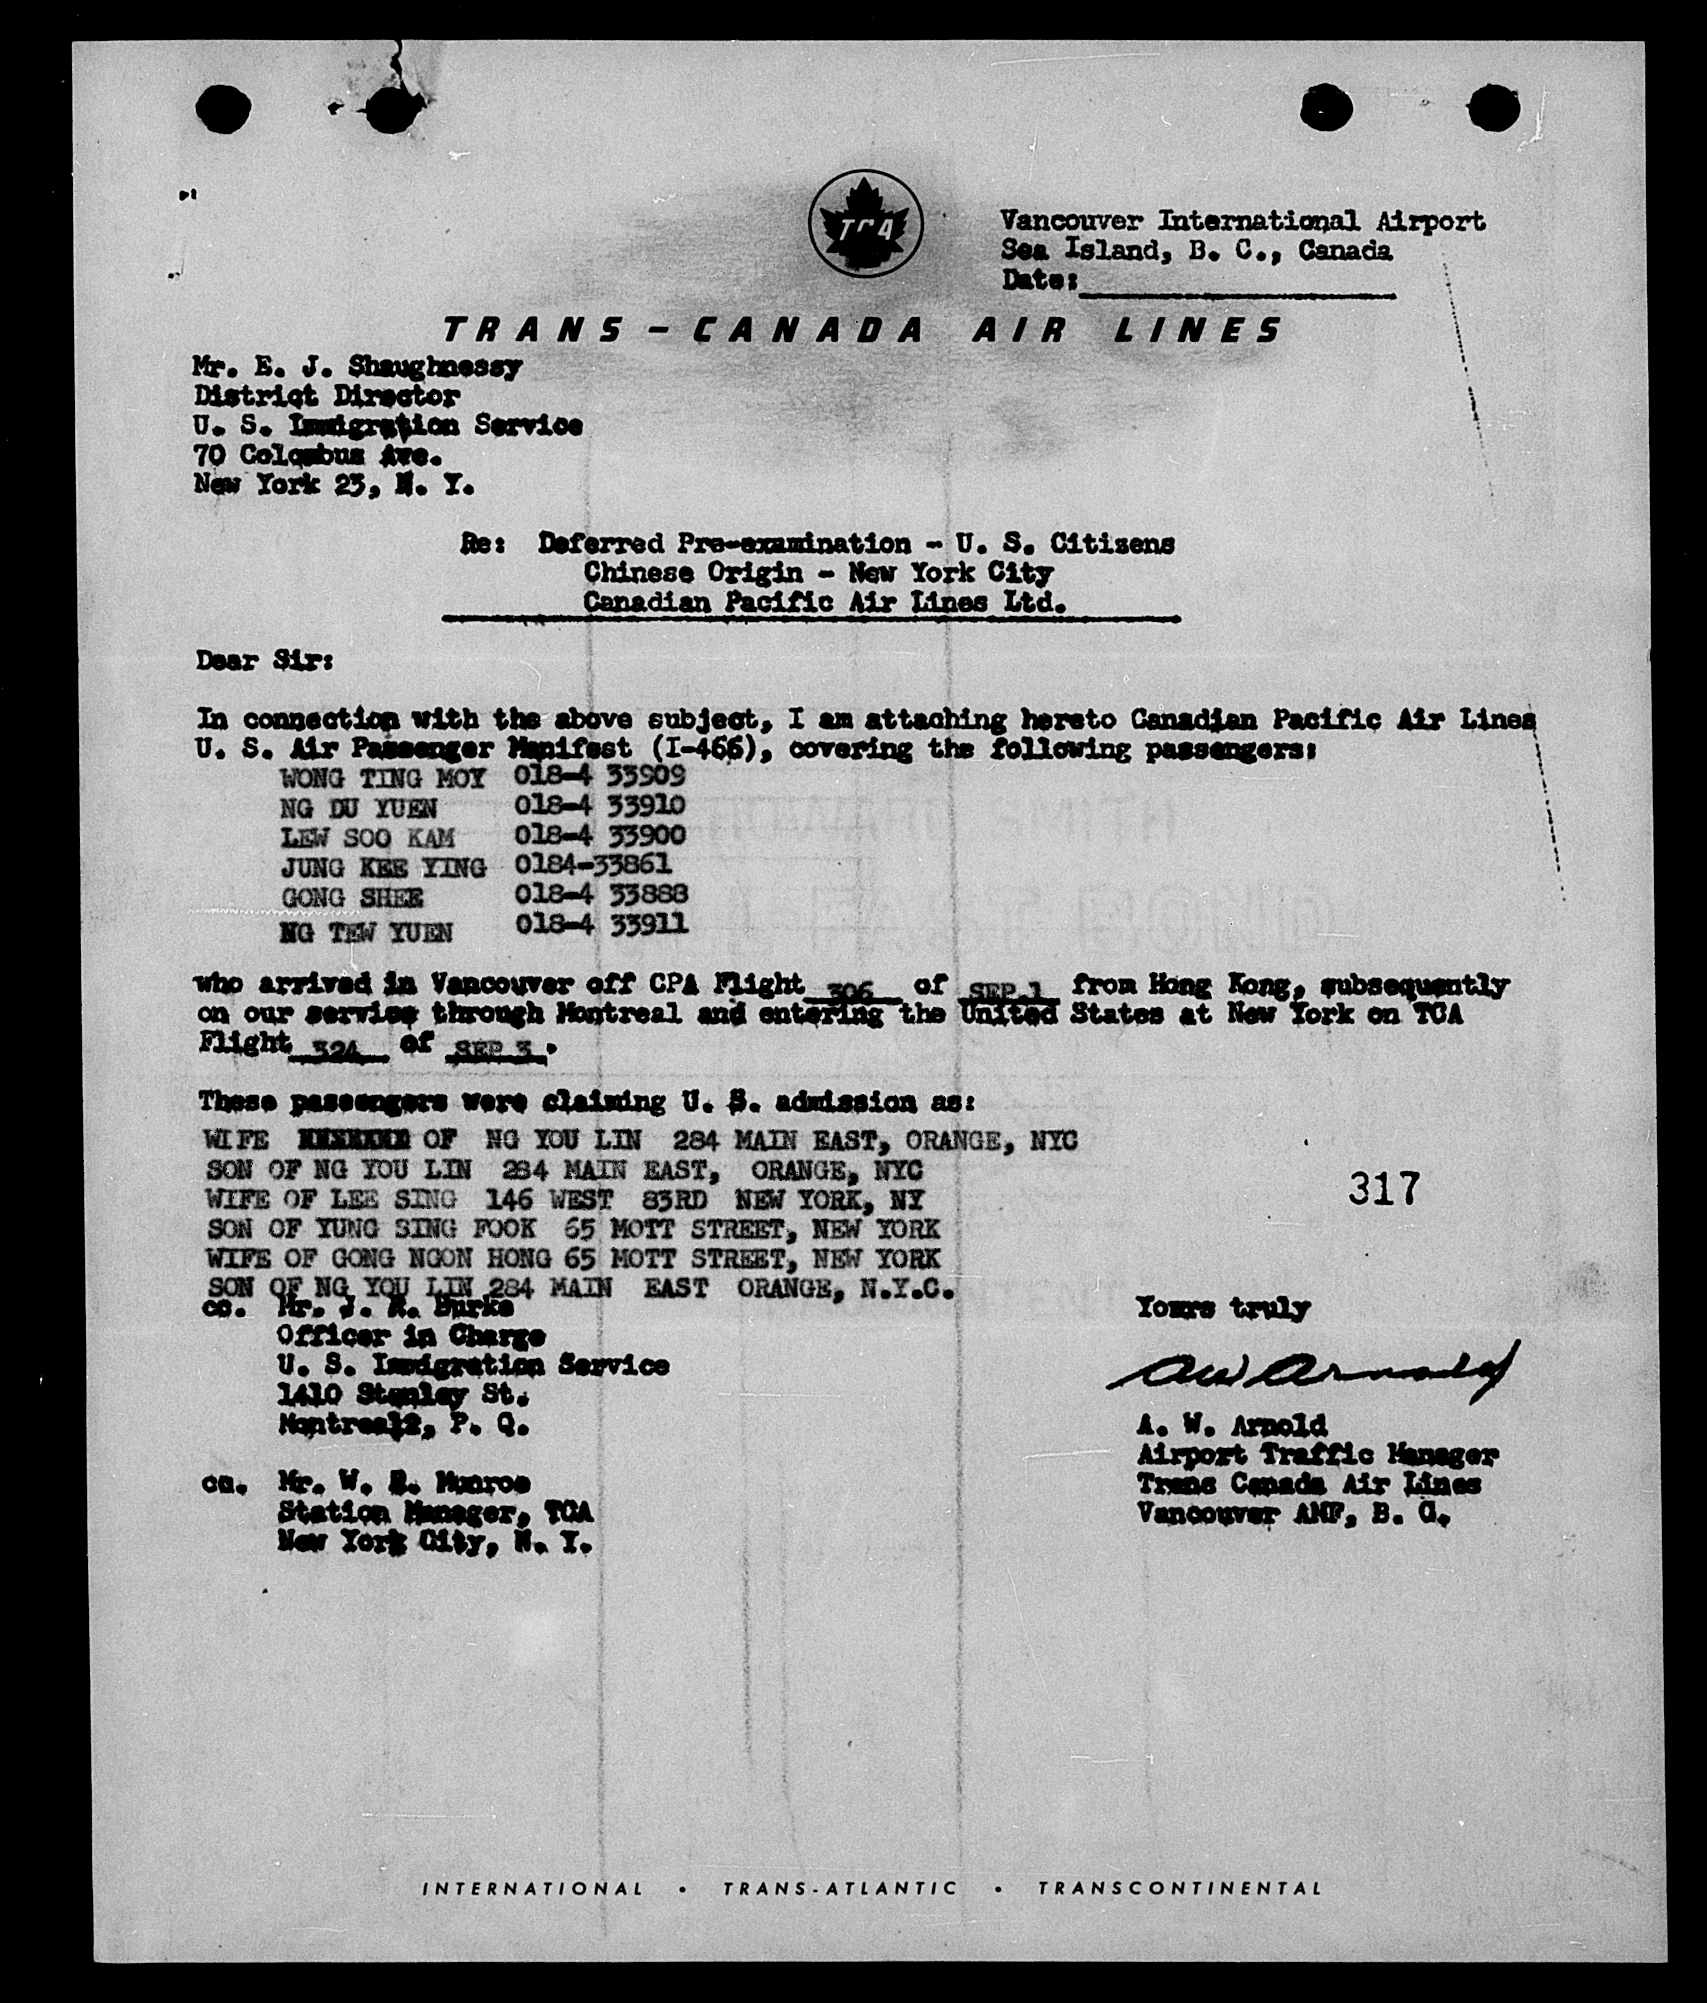 TCA
Vancouver International Airport
Sea Island, B. C., Canada
Date:
TRANS-CANADA AIR LINES
Mr. E. J. Shaughnessy
District Director
U. S. Immigration Service
70 Columbus Ave.
New York 23, N. Y.
Re: Deferred Pre-examination - U. S. Citizens
Chinese Origin - New York City
Canadian Pacific Air Lines Ltd.
Dear Sir:
In connection with the above subject, I am attaching hereto Canadian Pacific Air Lines
U. S. Air Passenger Manifest (I-466), covering the following passengers:
WONG TING MOY 018-4 33909
NG DU YUEN 018-4 33910
LEW SOO KAM 018-4 33900
JUNG KEE YING 0184-33861
GONG SHEE 018-4 33888
NG TEW YUEN 018-4 33911
who arrived in Vancouver off CPA Flight 306 of SEP.1 from Hong Kong, subsequently
on our service through Montreal and entering the United States at New York on TCA
Flight 324 of SEP 3.
These passengers were claiming U. S. admission as:
WIFE OF NG YOU LIN 284 MAIN EAST, ORANGE, NYC
SON OF NG YOU LIN 284 MAIN EAST, ORANGE, NYC
WIFE OF LEE SING 146 WEST 83RD NEW YORK, NY
317
SON OF YUNG SING FOOK 65 MOTT STREET, NEW YORK
WIFE OF GONG NGON HONG 65 MOTT STREET, NEW YORK
SON OF NG YOU LIN 284 MAIN EAST ORANGE, N.Y.C.
cc. Mr. J. R. Burke
Officer in Charge
U. S. Immigration Service
1410 Stanley St.
Montreal2, P. Q.
cc. Mr. W. Munroe
Station Manager, TCA
New York City, N. Y.
Yours truly
AW Arnold
A. W. Arnold
Airport Traffic Manager
Trans Canada Air Lines
Vancouver AMF, B. C.
INTERNATIONAL • TRANS-ATLANTIC • TRANSCONTINENTAL